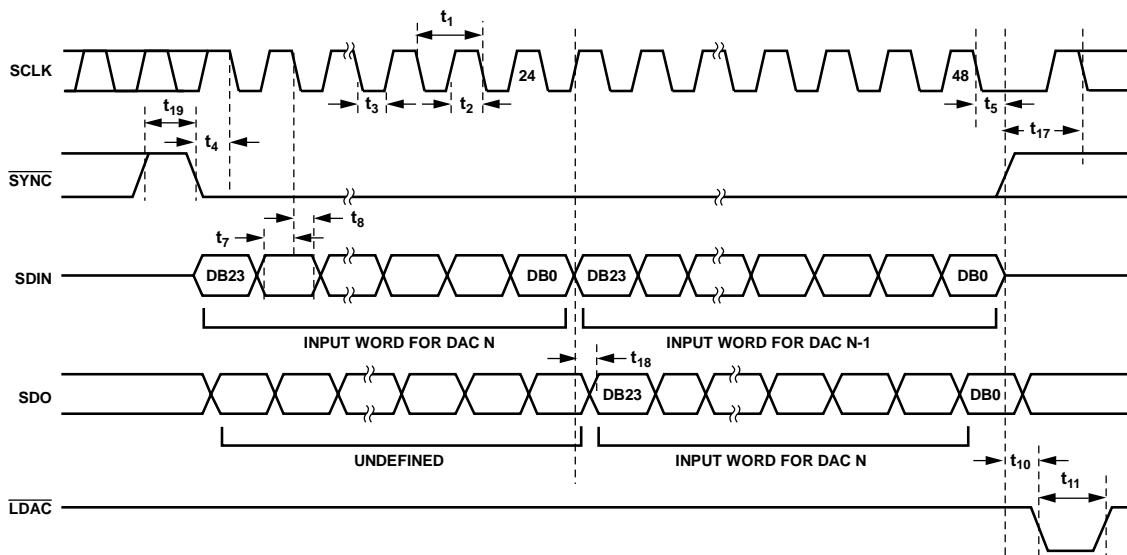 t1
SCLK
24
48
t3
t2
t5
t19
t4
t17
SYNC
t7
t8
SDIN
DB23
DB0
DB23
DB0
INPUT WORD FOR DAC N
INPUT WORD FOR DAC N-1
t18
SDO
DB23
DB0
UNDEFINED
INPUT WORD FOR DAC N
t10
t11
LDAC